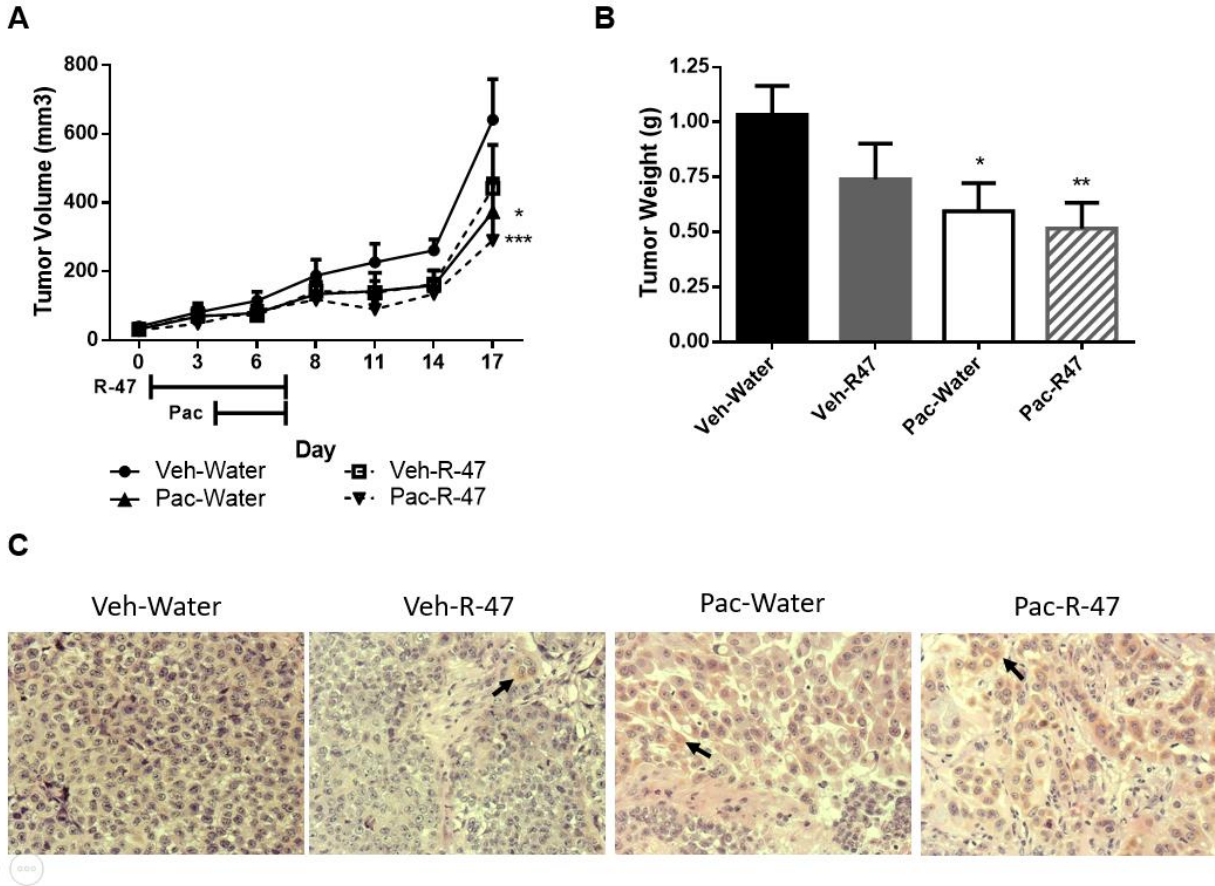 A
Tumor Volume (mm3)
800
600
400
200
0
0 3 6 8 11 14 17
*
***
R-47
Pac
Day
Veh-Water
Veh-R-47
Pac-Water
Pac-R-47
B
Tumor Weight (g)
1.25
1.00
0.75
0.50
0.25
0.00
*
**
Veh-Water
Veh-R47
Pac-Water
Pac-R47
C
Veh-Water
Veh-R-47
Pac-Water
Pac-R-47